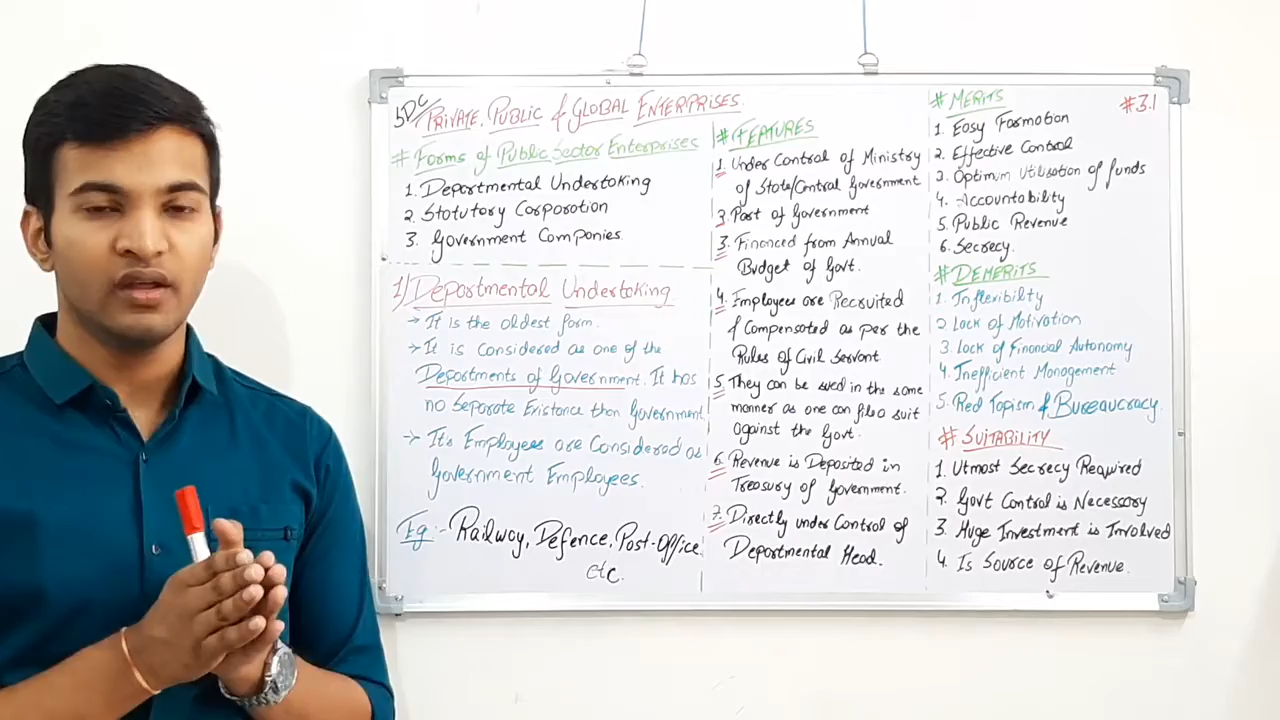 SDC
PRIVATE, PUBLIC & GLOBAL ENTERPRISES
# Forms of Public Sector Enterprises
1. Departmental Undertaking
2. Statutory Corporation
3. Government Companies
1) Departmental Undertaking
→ It is the oldest form.
→ It is considered as one of the
Departments of Government. It has
no Separate Existance than Government
→ It's Employees are Considered as
Government Employees.
Eg:- Railway, Defence, Post-Office,
etc.
# FEATURES
1. Under Control of Ministry
of State/Central Government
2. Part of Government
3. Financed from Annual
Budget of Govt.
4. Employees are Recruited
& Compensated as per the
Rules of Civil Servant
5. They can be sued in the same
manner as one can file a suit
against the Govt.
6. Revenue is Deposited in
Treasury of Government.
7. Directly under Control of
Departmental Head.
# MERITS
1. Easy Formation
2. Effective Control
3. Optimum Utilisation of funds
4. Accountability
5. Public Revenue
6. Secrecy.
# DEMERITS
1. Inflexibilty
2 Lack of Motivation
3. Lack of Financial Autonomy
4. Inefficient Management
5. Red Tapism & Bureaucracy.
# SUITABILITY
1. Utmost Secrecy Required
2. Govt Control is Necessory
3. Huge Investment is Involved
4. Is Source of Revenue.
#3.1